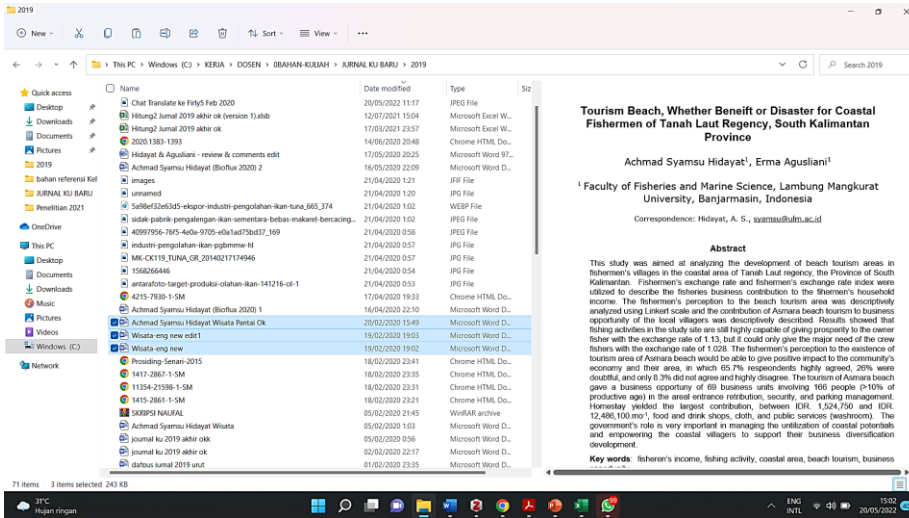 2019
New
Sort
View
This PC > Windows (C:) > KERJA > DOSEN > 0BAHAN-KULIAH > JURNAL KU BARU > 2019
Search 2019
Quick access
Desktop
Downloads
Documents
Pictures
2019
bahan referensi Kel
JURNAL KU BARU
Penelitian 2021
OneDrive
This PC
Desktop
Documents
Downloads
Music
Pictures
Videos
Windows (C:)
Network
Name Date modified Type Siz
Chat Translate ke Firly5 Feb 2020 20/05/2022 11:17 JPEG File
Hitung2 Jurnal 2019 akhir ok (version 1).xlsb 12/07/2021 15:04 Microsoft Excel W...
Hitung2 Jurnal 2019 akhir ok 17/03/2021 23:57 Microsoft Excel W...
2020.1383-1393 14/06/2020 20:48 Chrome HTML Do...
Hidayat & Agusliani - review & comments edit 17/05/2020 20:25 Microsoft Word 97...
Achmad Syamsu Hidayat (Bioflux 2020) 2 16/05/2020 22:09 Microsoft Word D...
images 21/04/2020 1:21 JFIF File
unnamed 21/04/2020 1:20 JPG File
5a98ef32e63d5-ekspor-industri-pengolahan-ikan-tuna_665_374 21/04/2020 1:02 WEBP File
sidak-pabrik-pengalengan-ikan-sementara-bebas-makarel-bercacing... 21/04/2020 1:02 JPG File
40997956-76f5-4e0a-9705-e0a1ad75bd37_169 21/04/2020 0:58 JPEG File
industri-pengolahan-ikan-pgbmmw-hl 21/04/2020 0:57 JPG File
MK-CK119_TUNA_GR_20140217174946 21/04/2020 0:57 JPG File
1568266446 21/04/2020 0:54 JPG File
antarafoto-target-produksi-olahan-ikan-141216-oi-1 21/04/2020 0:53 JPG File
4215-7930-1-SM 17/04/2020 19:33 Chrome HTML Do...
Achmad Syamsu Hidayat (Bioflux 2020) 1 16/04/2020 22:10 Microsoft Word D...
Achmad Syamsu Hidayat Wisata Pantai Ok 20/02/2020 15:49 Microsoft Word D...
Wisata-eng new edit1 19/02/2020 19:03 Microsoft Word D...
Wisata-eng new 19/02/2020 19:02 Microsoft Word D...
Prosiding-Senari-2015 18/02/2020 23:41 Chrome HTML Do...
1417-2867-1-SM 18/02/2020 23:35 Chrome HTML Do...
11354-21598-1-SM 18/02/2020 23:31 Chrome HTML Do...
1415-2861-1-SM 18/02/2020 23:21 Chrome HTML Do...
SKRIPSI NAUFAL 05/02/2020 21:45 WinRAR archive
Achmad Syamsu Hidayat Wisata 05/02/2020 1:03 Microsoft Word D...
journal ku 2019 akhir okk 05/02/2020 0:56 Microsoft Word D...
journal ku 2019 akhir ok 02/02/2020 22:17 Microsoft Word D...
dafpus jurnal 2019 urut 01/02/2020 23:35 Microsoft Word D...
Tourism Beach, Whether Beneift or Disaster for Coastal
Fishermen of Tanah Laut Regency, South Kalimantan
Province
Achmad Syamsu Hidayat¹, Erma Agusliani¹
¹ Faculty of Fisheries and Marine Science, Lambung Mangkurat
University, Banjarmasin, Indonesia
Correspondence: Hidayat, A. S., syamsu@ulm.ac.id
Abstract
This study was aimed at analyzing the development of beach tourism areas in
fishermen's villages in the coastal area of Tanah Laut regency, the Province of South
Kalimantan. Fishermen's exchange rate and fishermen's exchange rate index were
utilized to describe the fisheries business contribution to the fihermen's household
income. The fishermen's perception to the beach tourism area was descriptively
analyzed using Linkert scale and the contribution of Asmara beach tourism to business
opportunity of the local villagers was descriptively described. Results showed that
fishing activities in the study site are still highly capable of giving prosperity to the owner
fisher with the exchange rate of 1.13, but it could only give the major need of the crew
fishers with the exchange rate of 1.028. The fishermen's perception to the existence of
tourism area of Asmara beach would be able to give positive impact to the community's
economy and their area, in which 65.7% respeondents highly agreed, 26% were
doubtful, and only 8.3% did not agree and highly disagree. The tourism of Asmara beach
gave a business opportuny of 69 business units involving 166 people (>10% of
productive age) in the areal entrance retribution, security, and parking management.
Homestay yielded the largest contribution, between IDR. 1,524,750 and IDR.
12,486,100.mo⁻¹, food and drink shops, cloth, and public services (washroom). The
government's role is very important in managing the untilization of coastal potentials
and empowering the coastal villagers to support their business diversification
development.
Key words: fisheron's income, fishing activity, coastal area, beach tourism, business
71 items 3 items selected 243 KB
31°C
Hujan ringan
99
ENG
INTL
15:02
20/05/2022